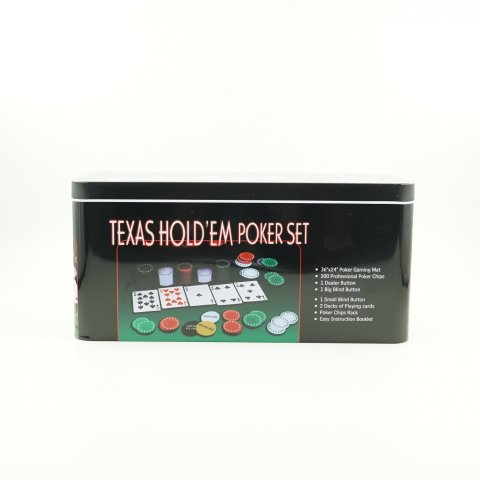 TEXAS HOLD'EM POKER SET
• 36"x24" Poker Gaming Mat
• 200 Professional Poker Chips
• 1 Dealer Button
• 1 Big Blind Button
• 1 Small Blind Button
• 2 Decks of Playing cards
• Poker Chips Rack
• Easy Instruction Booklet